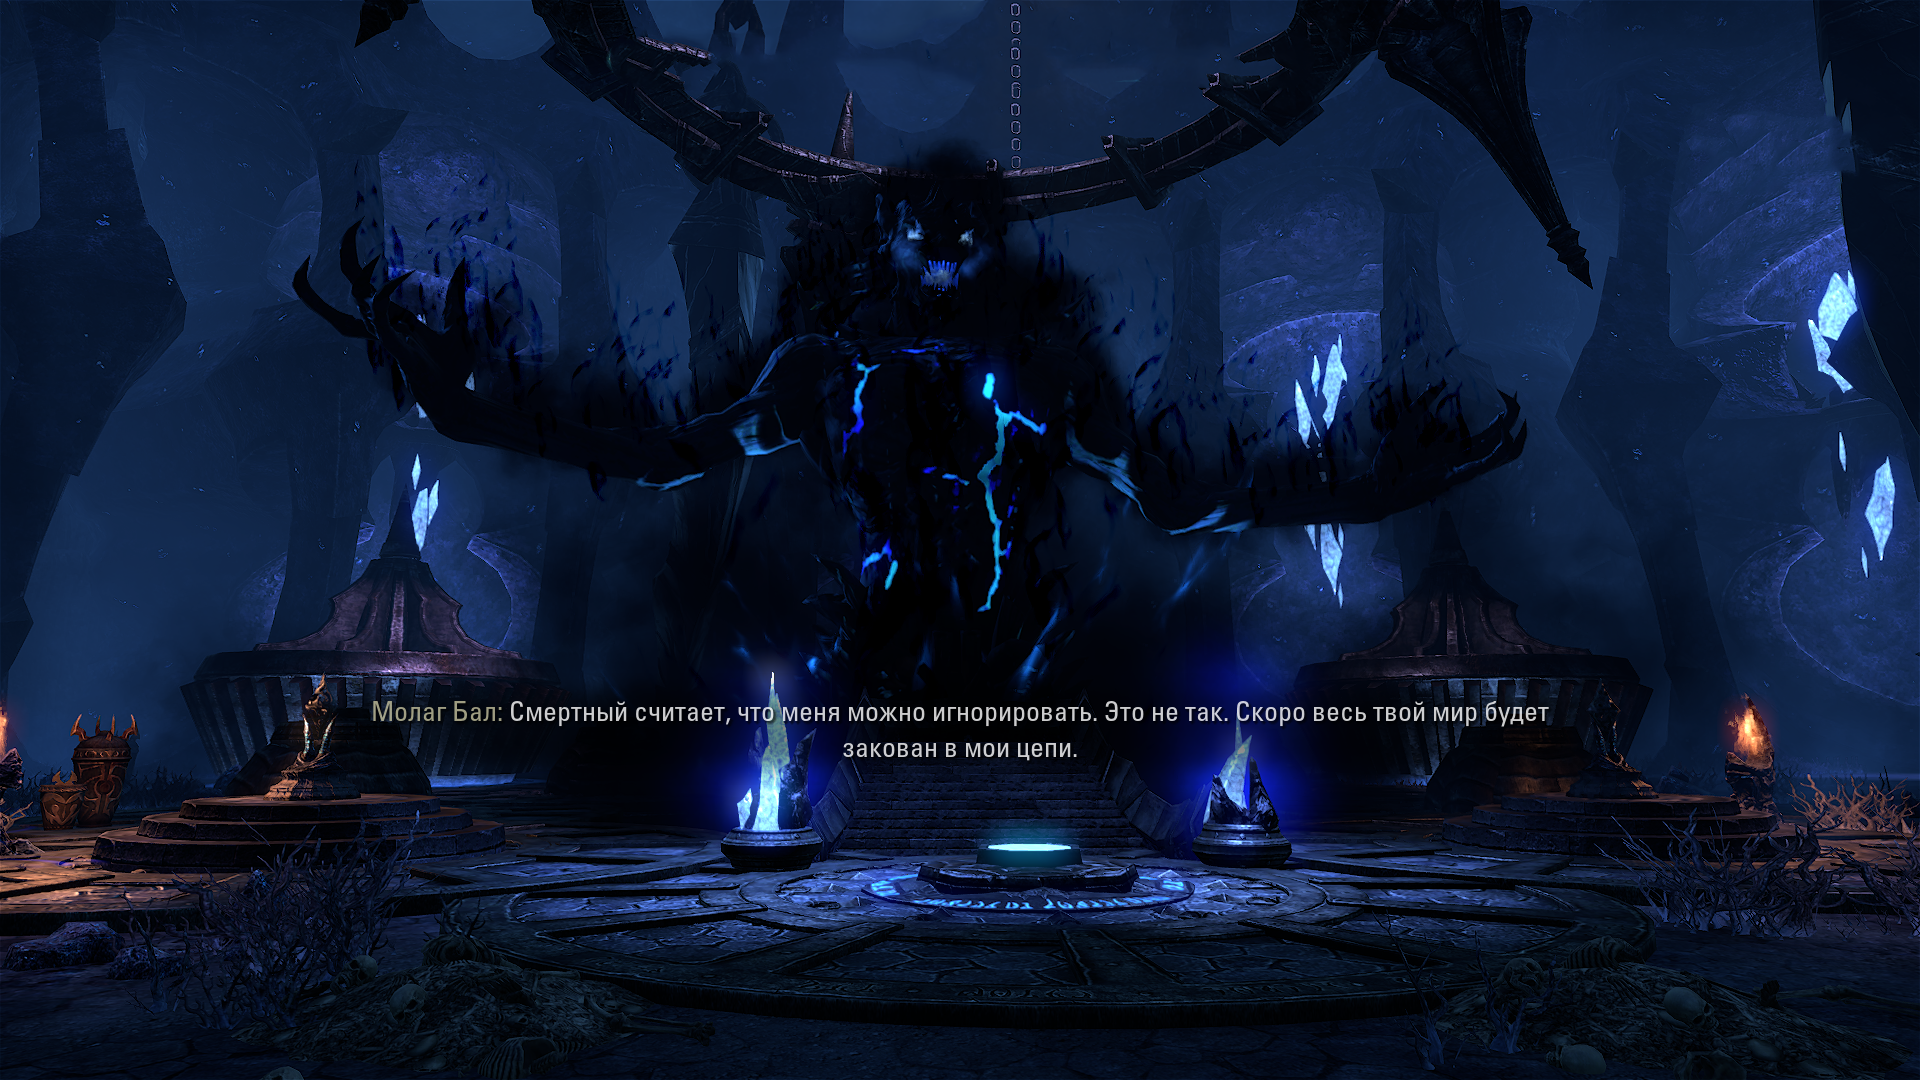 Молаг Бал: Смертный считает, что меня можно игнорировать. Это не так. Скоро весь твой мир будет
закован в мои цепи.